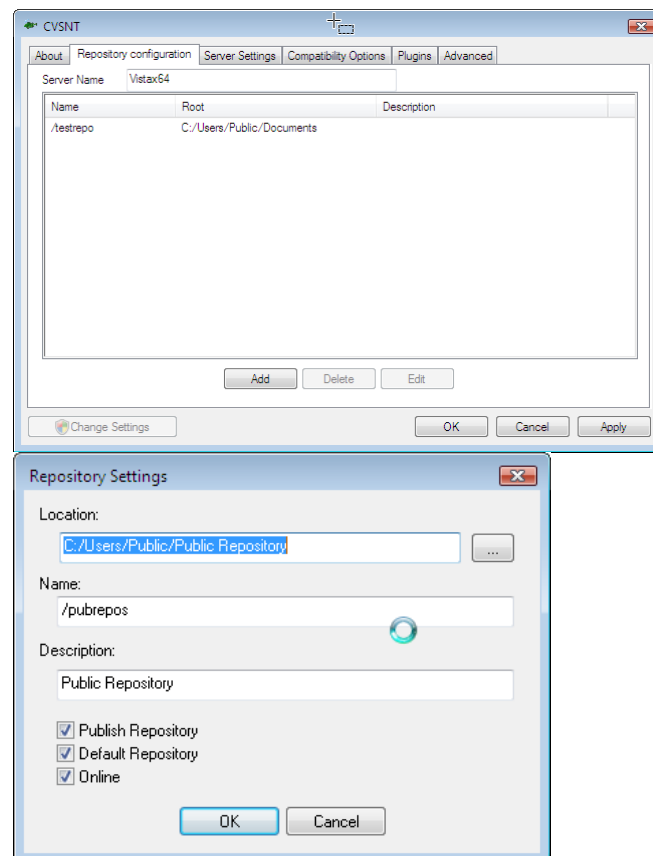 CVSNT
About Repository configuration Server Settings Compatibility Options Plugins Advanced
Server Name Vistax64
Name Root Description
/testrepo C:/Users/Public/Documents
Add Delete Edit
Change Settings OK Cancel Apply
Repository Settings
Location:
C:/Users/Public/Public Repository ...
Name:
/pubrepos
Description:
Public Repository
Publish Repository
Default Repository
Online
OK Cancel